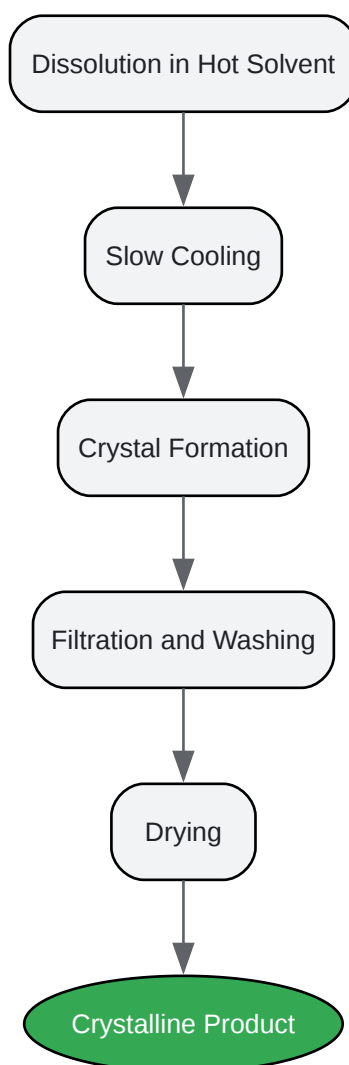 Dissolution in Hot Solvent
Slow Cooling
Crystal Formation
Filtration and Washing
Drying
Crystalline Product